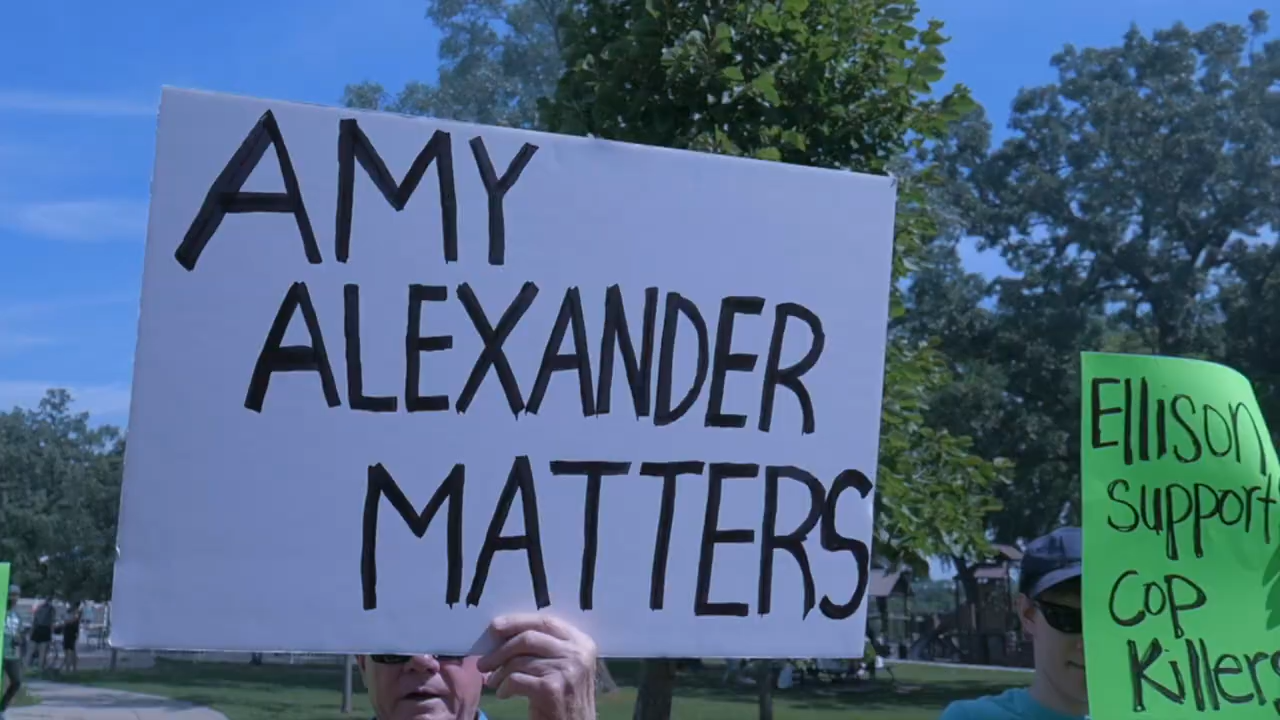 AMY
ALEXANDER
MATTERS
Ellison
support
Cop
Killers